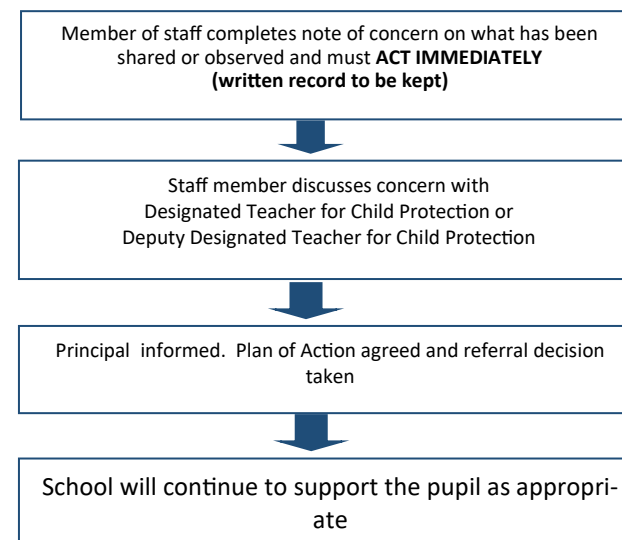 Member of staff completes note of concern on what has been
shared or observed and must ACT IMMEDIATELY
(written record to be kept)
Staff member discusses concern with
Designated Teacher for Child Protection or
Deputy Designated Teacher for Child Protection
Principal informed. Plan of Action agreed and referral decision
taken
School will continue to support the pupil as appropri-
ate